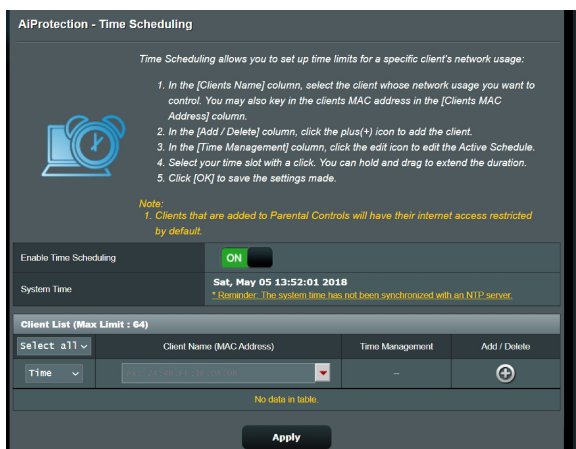 AiProtection - Time Scheduling
Time Scheduling allows you to set up time limits for a specific client's network usage:
1. In the [Clients Name] column, select the client whose network usage you want to
control. You may also key in the clients MAC address in the [Clients MAC
Address] column.
2. In the [Add / Delete] column, click the plus(+) icon to add the client.
3. In the [Time Management] column, click the edit icon to edit the Active Schedule.
4. Select your time slot with a click. You can hold and drag to extend the duration.
5. Click [OK] to save the settings made.
Note:
1. Clients that are added to Parental Controls will have their internet access restricted
by default.
Enable Time Scheduling ON
System Time Sat, May 05 13:52:01 2018
* Reminder: The system time has not been synchronized with an NTP server.
Client List (Max Limit : 64)
Select all Client Name (MAC Address) Time Management Add / Delete
Time --
No data in table.
Apply